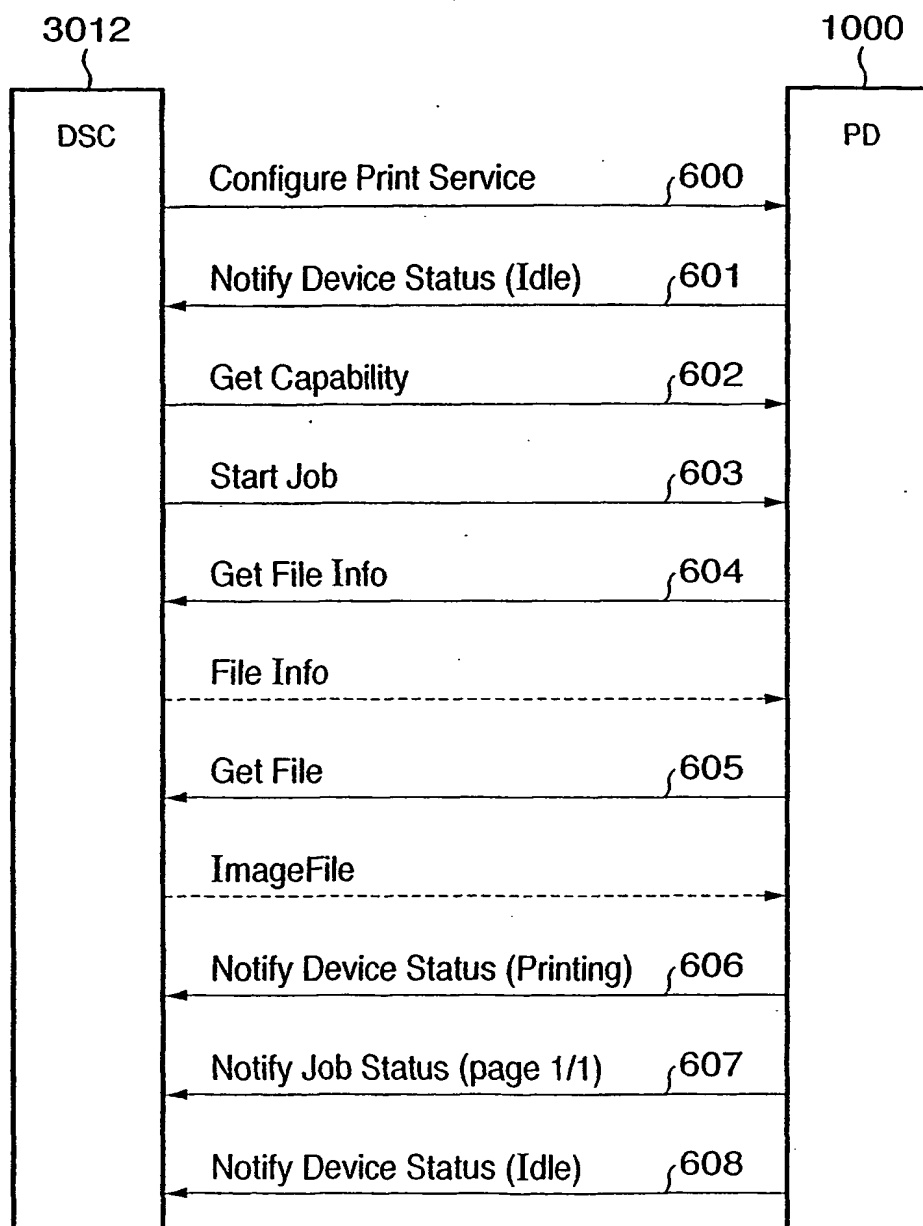 3012 1000
DSC PD
Configure Print Service 600
Notify Device Status (Idle) 601
Get Capability 602
Start Job 603
Get File Info 604
File Info
Get File 605
ImageFile
Notify Device Status (Printing) 606
Notify Job Status (page 1/1) 607
Notify Device Status (Idle) 608